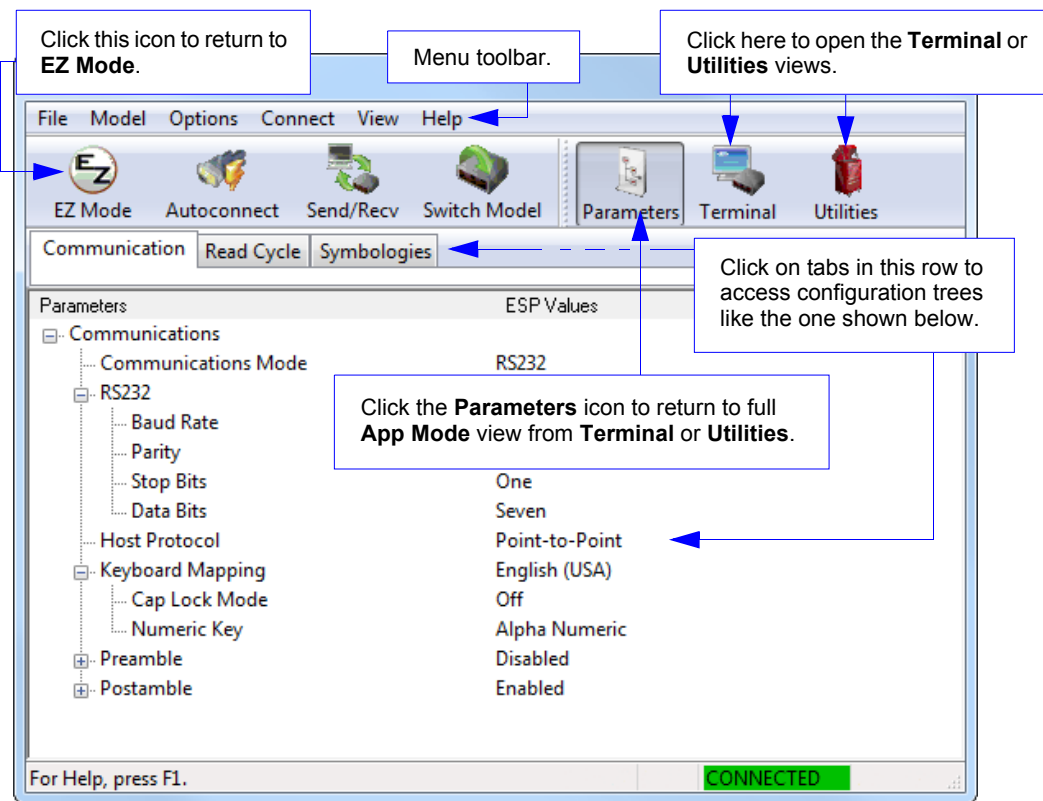 Click this icon to return to
EZ Mode.
Menu toolbar.
Click here to open the Terminal or
Utilities views.
File Model Options Connect View Help
EZ
EZ Mode Autoconnect Send/Recv Switch Model Parameters Terminal Utilities
Communication Read Cycle Symbologies
Click on tabs in this row to
access configuration trees
like the one shown below.
Parameters ESP Values
Communications
Communications Mode RS232
RS232
Click the Parameters icon to return to full
App Mode view from Terminal or Utilities.
Baud Rate
Parity
Stop Bits One
Data Bits Seven
Host Protocol Point-to-Point
Keyboard Mapping English (USA)
Cap Lock Mode Off
Numeric Key Alpha Numeric
Preamble Disabled
Postamble Enabled
For Help, press F1. CONNECTED